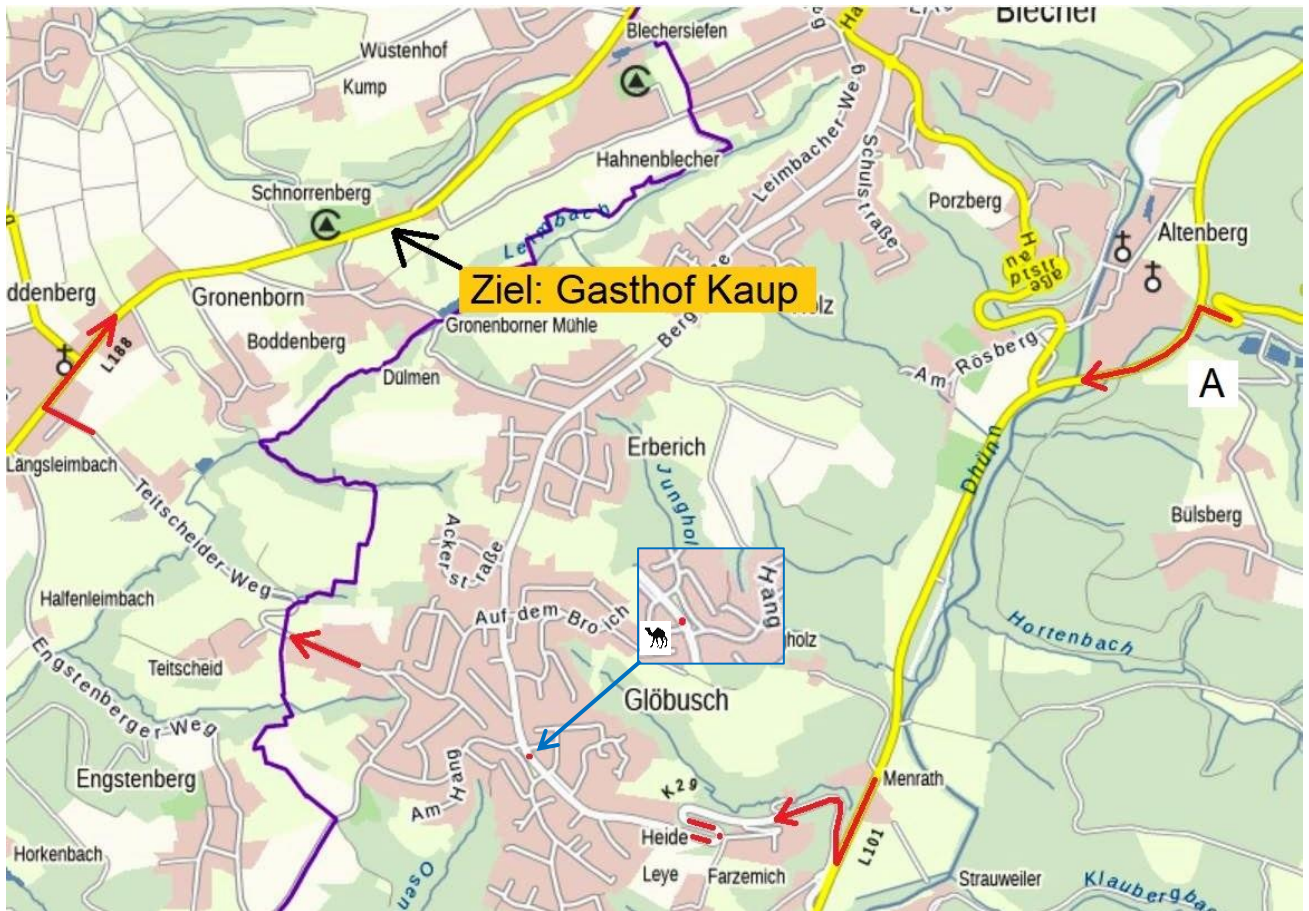 Blecher
Blechersiefen
Wüstenhof
Kump
Hahnenblecher
Leimbacher-Weg
Schulstraße
Schnorrenberg
Leimbach
Porzberg
Hauptstraße
Altenberg
ddenberg
Gronenborn
Ziel: Gasthof Kaup
Gronenborner Mühle
L188
Boddenberg
Dülmen
Am Rösberg
A
Erberich
Dhünn
Längsleimbach
Teitscheider-Weg
Ackerstraße
Junghol
Bülsberg
Hang
Halfenleimbach
Auf dem Broich
holz
Hortenbach
Teitscheid
Glöbusch
Engstenberger-Weg
Engstenberg
Am Hang
K29
Menrath
Heide
L101
Horkenbach
Osen
Leye
Farzemich
Strauweiler
Klaubergba